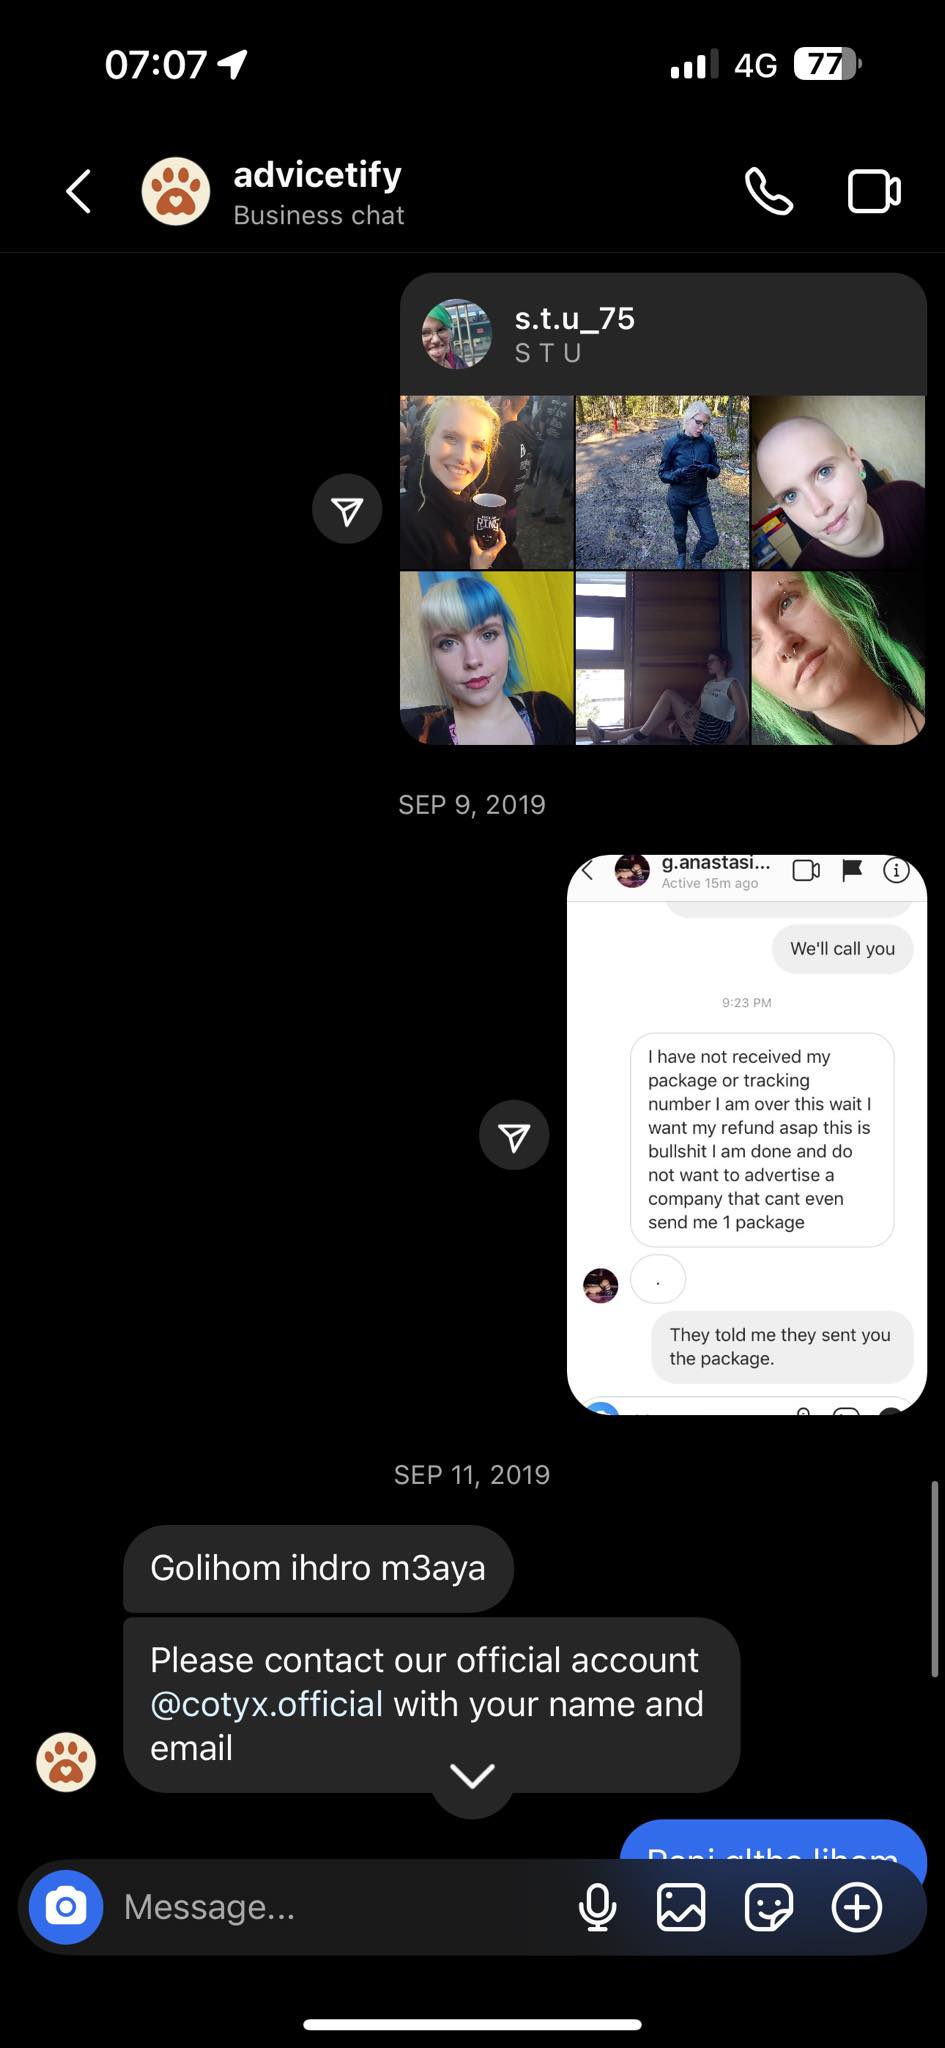 07:07
4G 77
advicetify
Business chat
s.t.u_75
S T U
SEP 9, 2019
g.anastasi...
Active 15m ago
We'll call you
9:23 PM
I have not received my
package or tracking
number I am over this wait I
want my refund asap this is
bullshit I am done and do
not want to advertise a
company that cant even
send me 1 package
.
They told me they sent you
the package.
SEP 11, 2019
Golihom ihdro m3aya
Please contact our official account
@cotyx.official with your name and
email
Message...